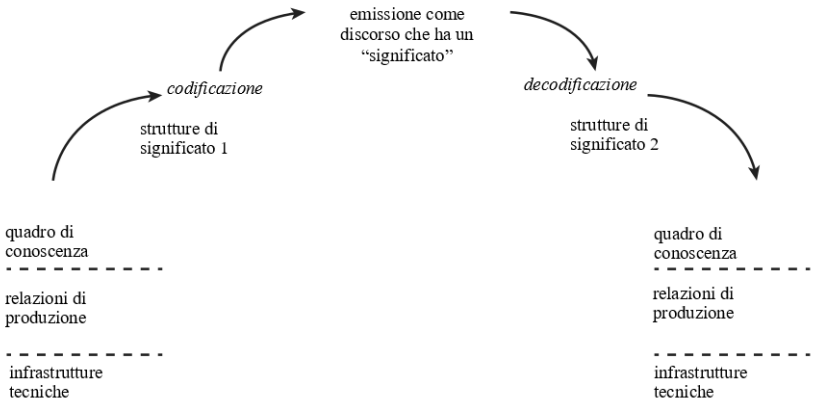 emissione come
discorso che ha un
“significato”
codificazione
decodificazione
strutture di
significato 1
strutture di
significato 2
quadro di
conoscenza
relazioni di
produzione
infrastrutture
tecniche
quadro di
conoscenza
relazioni di
produzione
infrastrutture
tecniche